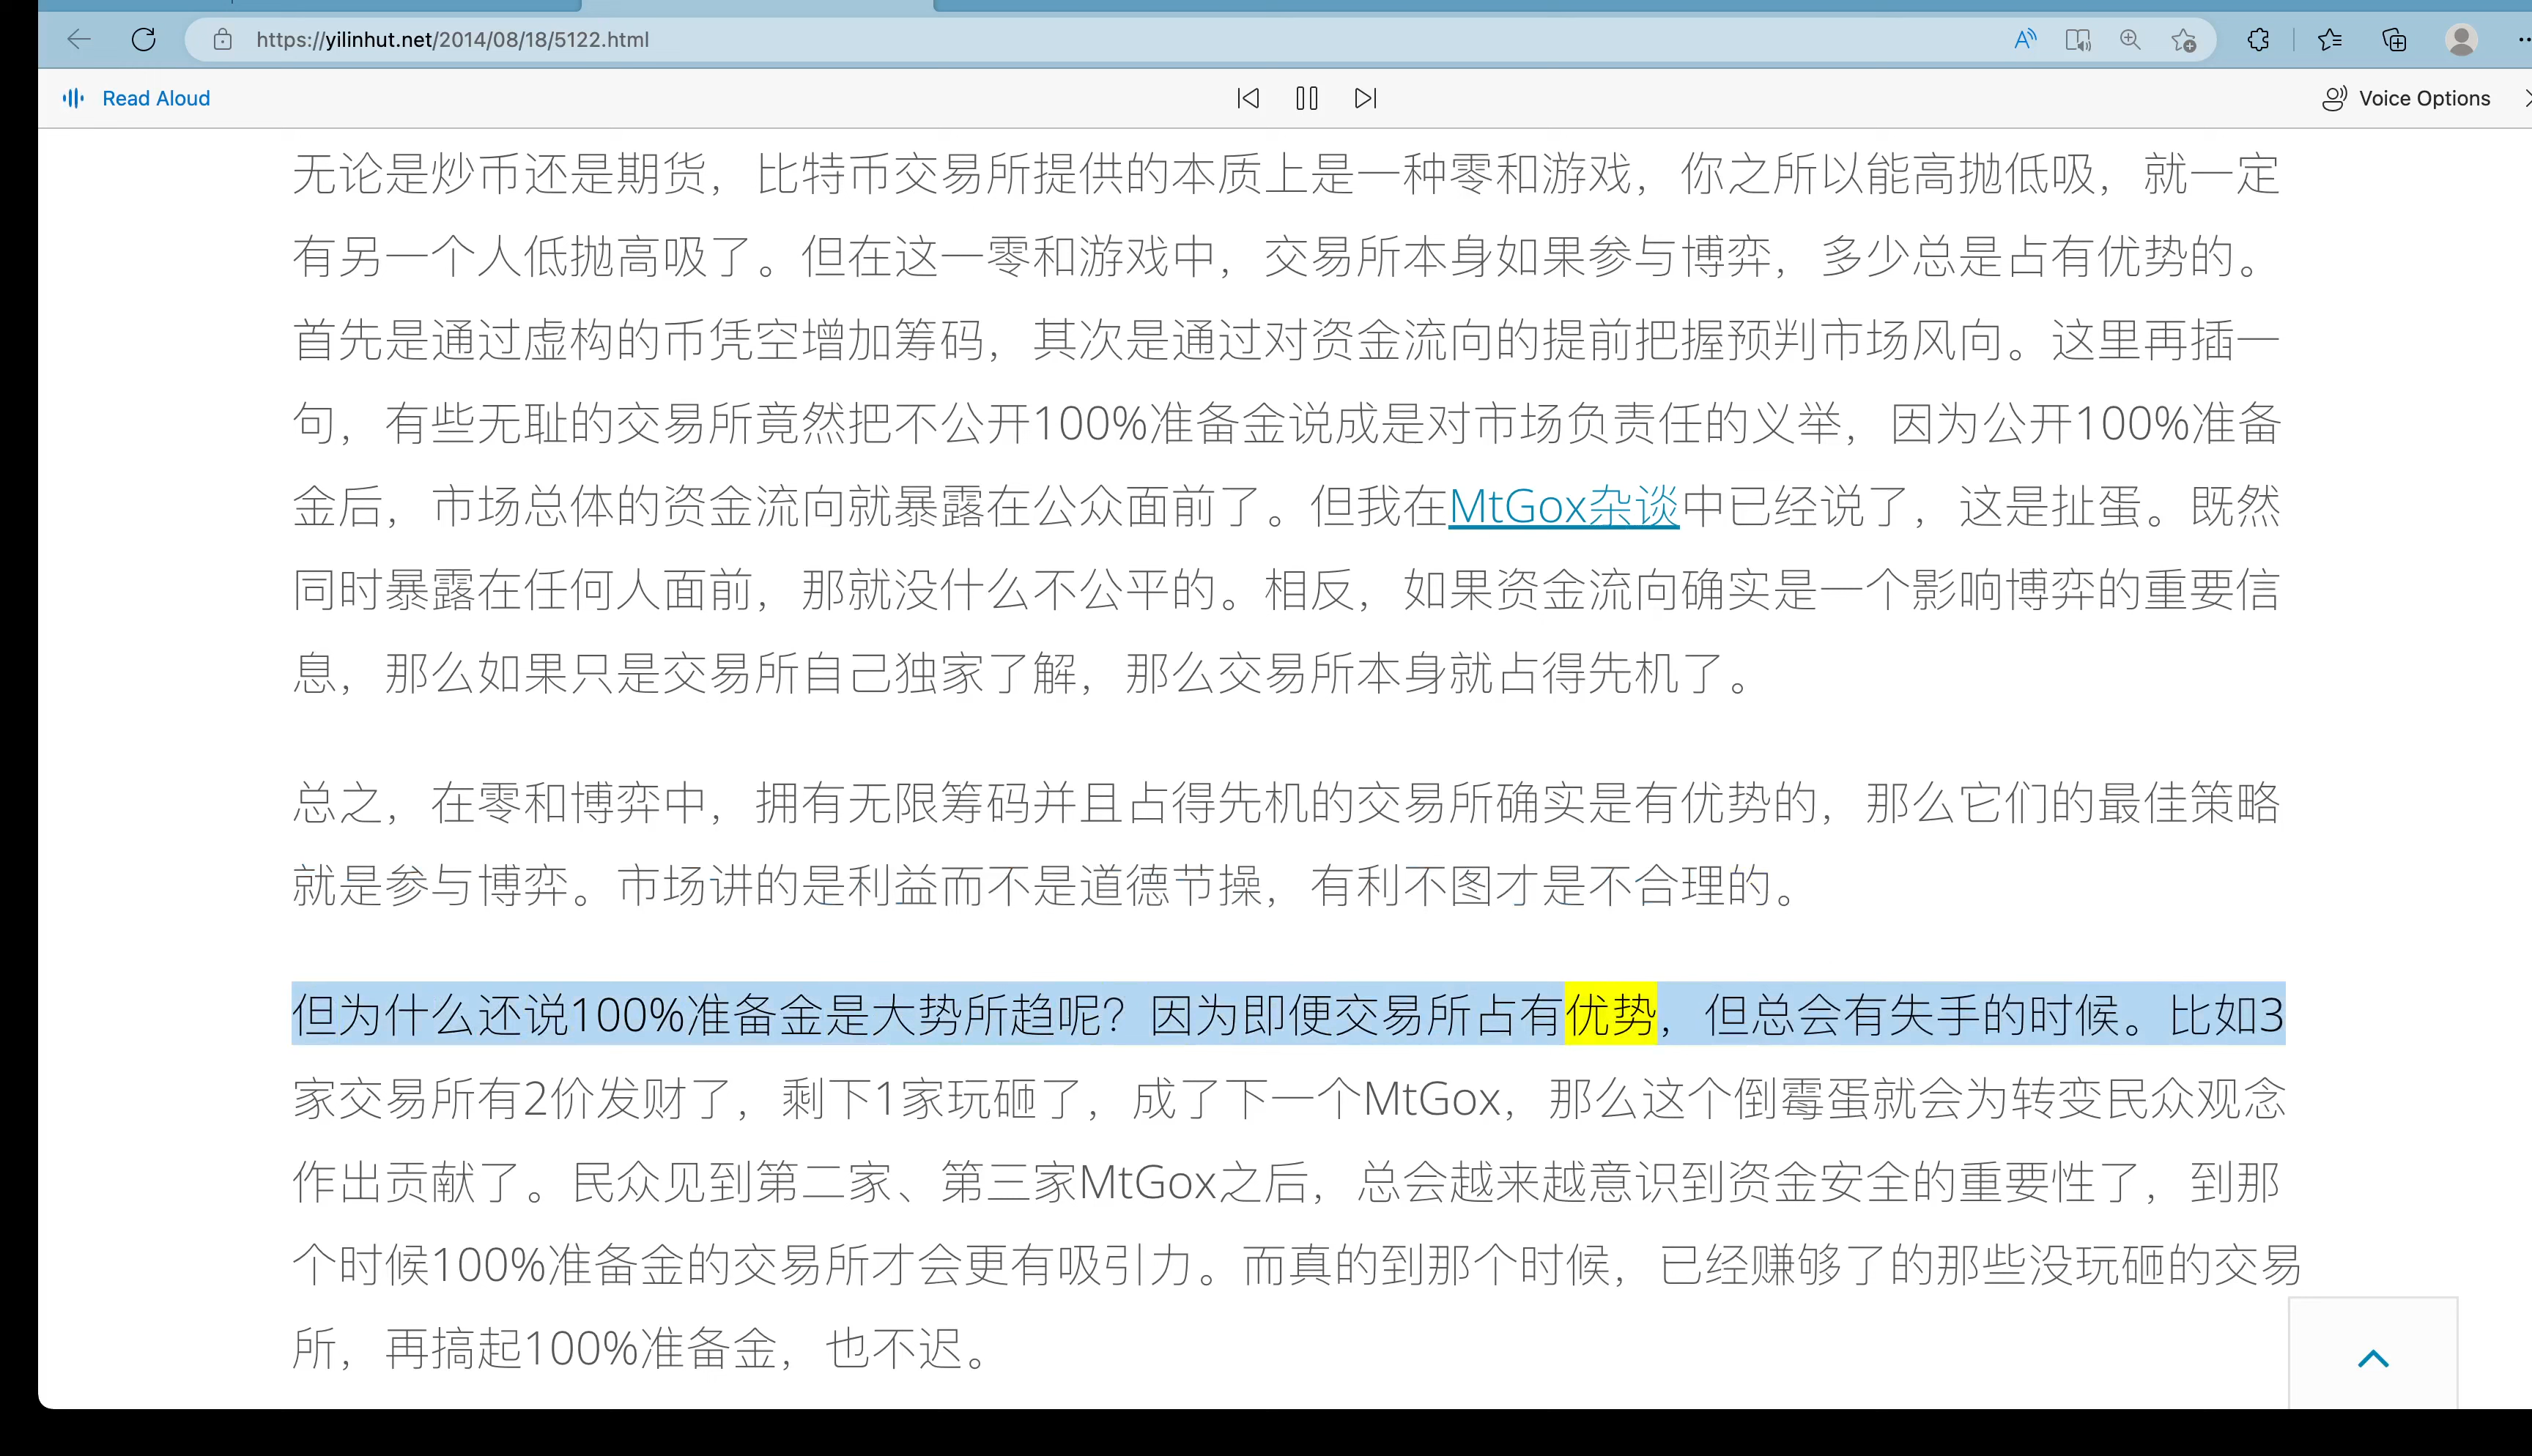 https://yilinhut.net/2014/08/18/5122.html
Read Aloud
Voice Options
无论是炒币还是期货，比特币交易所提供的本质上是一种零和游戏，你之所以能高抛低吸，就一定
有另一个人低抛高吸了。但在这一零和游戏中，交易所本身如果参与博弈，多少总是占有优势的。
首先是通过虚构的币凭空增加筹码，其次是通过对资金流向的提前把握预判市场风向。这里再插一
句，有些无耻的交易所竟然把不公开100%准备金说成是对市场负责任的义举，因为公开100%准备
金后，市场总体的资金流向就暴露在公众面前了。但我在MtGox杂谈中已经说了，这是扯蛋。既然
同时暴露在任何人面前，那就没什么不公平的。相反，如果资金流向确实是一个影响博弈的重要信
息，那么如果只是交易所自己独家了解，那么交易所本身就占得先机了。
总之，在零和博弈中，拥有无限筹码并且占得先机的交易所确实是有优势的，那么它们的最佳策略
就是参与博弈。市场讲的是利益而不是道德节操，有利不图才是不合理的。
但为什么还说100%准备金是大势所趋呢？因为即便交易所占有优势，但总会有失手的时候。比如3
家交易所有2价发财了，剩下1家玩砸了，成了下一个MtGox，那么这个倒霉蛋就会为转变民众观念
作出贡献了。民众见到第二家、第三家MtGox之后，总会越来越意识到资金安全的重要性了，到那
个时候100%准备金的交易所才会更有吸引力。而真的到那个时候，已经赚够了的那些没玩砸的交易
所，再搞起100%准备金，也不迟。